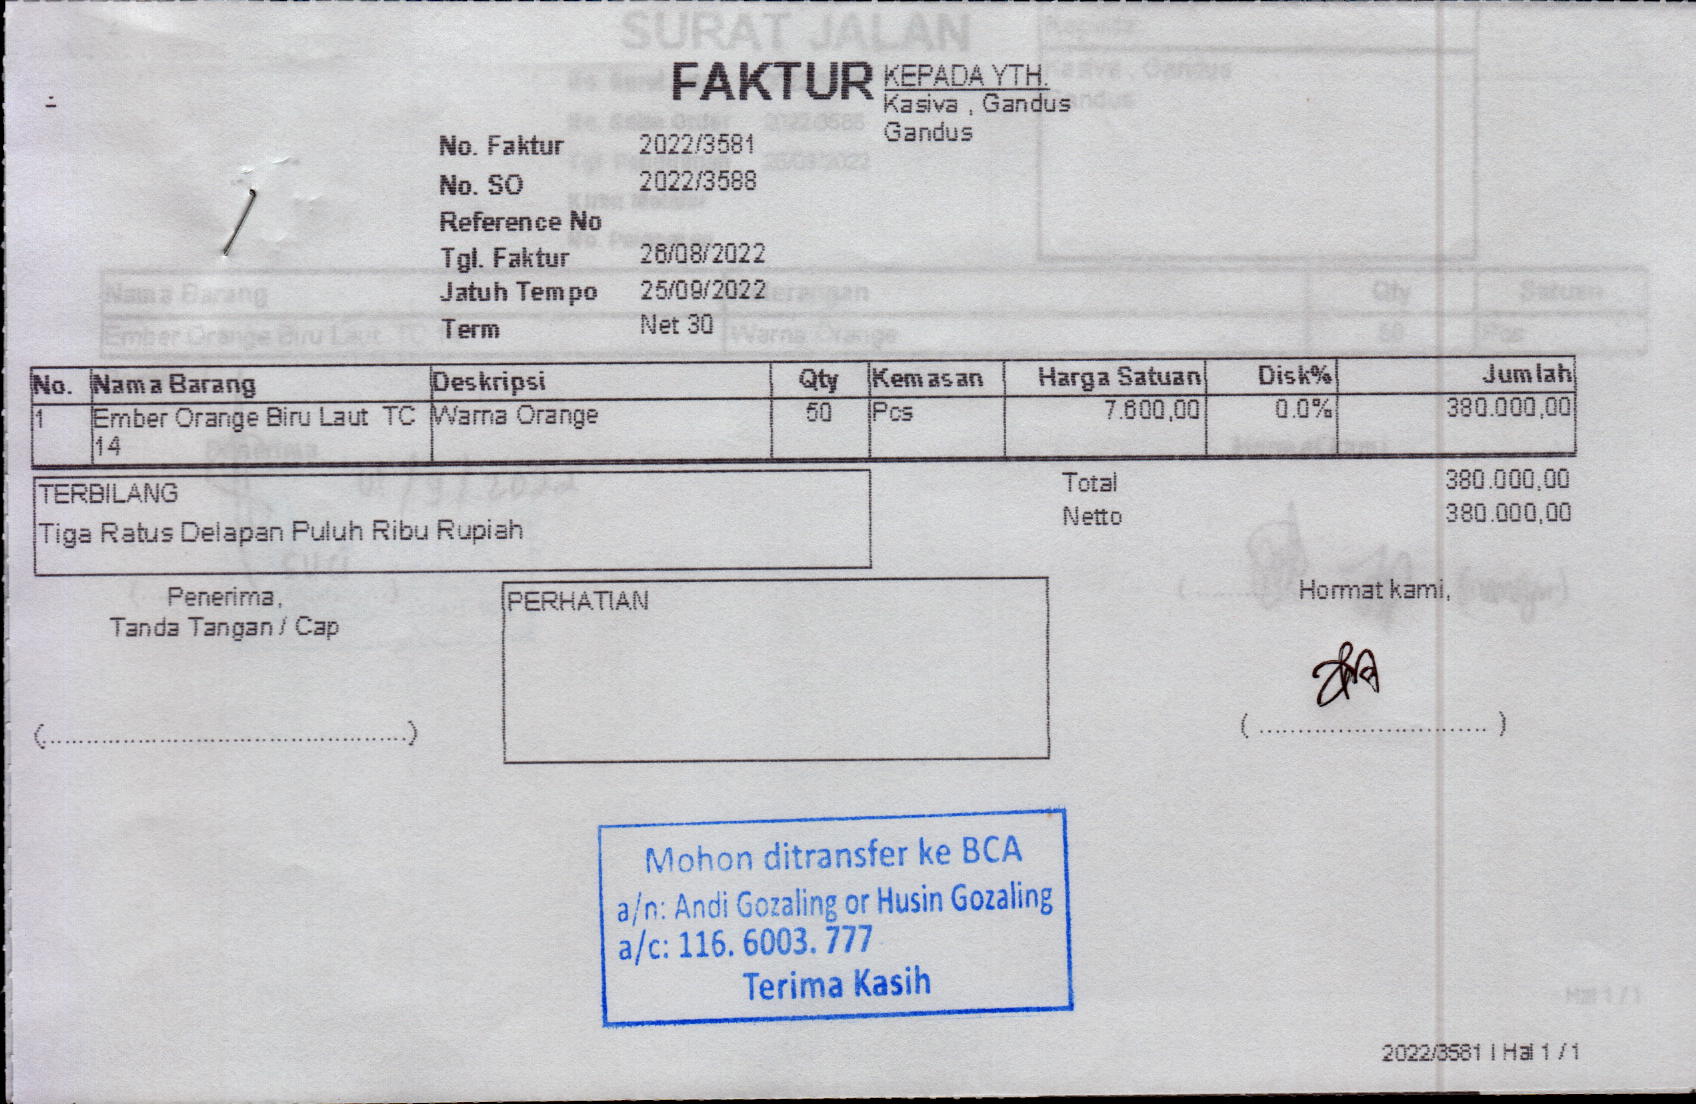 FAKTUR
KEPADA YTH.
Kasiva , Gandus
Gandus
No. Faktur 2022/3581
No. SO 2022/3588
Reference No
Tgl. Faktur 26/08/2022
Jatuh Tempo 25/09/2022
Term Net 30
No. Nama Barang Deskripsi Qty Kemasan Harga Satuan Disk% Jumlah
1 Ember Orange Biru Laut TC Warna Orange 50 Pcs 7.600,00 0.0% 380.000,00
14
TERBILANG
Tiga Ratus Delapan Puluh Ribu Rupiah
Total 380.000,00
Netto 380.000,00
Penerima,
Tanda Tangan / Cap
PERHATIAN
Hormat kami,
(.............................................)
( ............................. )
Mohon ditransfer ke BCA
a/n: Andi Gozaling or Husin Gozaling
a/c: 116. 6003. 777
Terima Kasih
2022/3581 | Hal 1 / 1